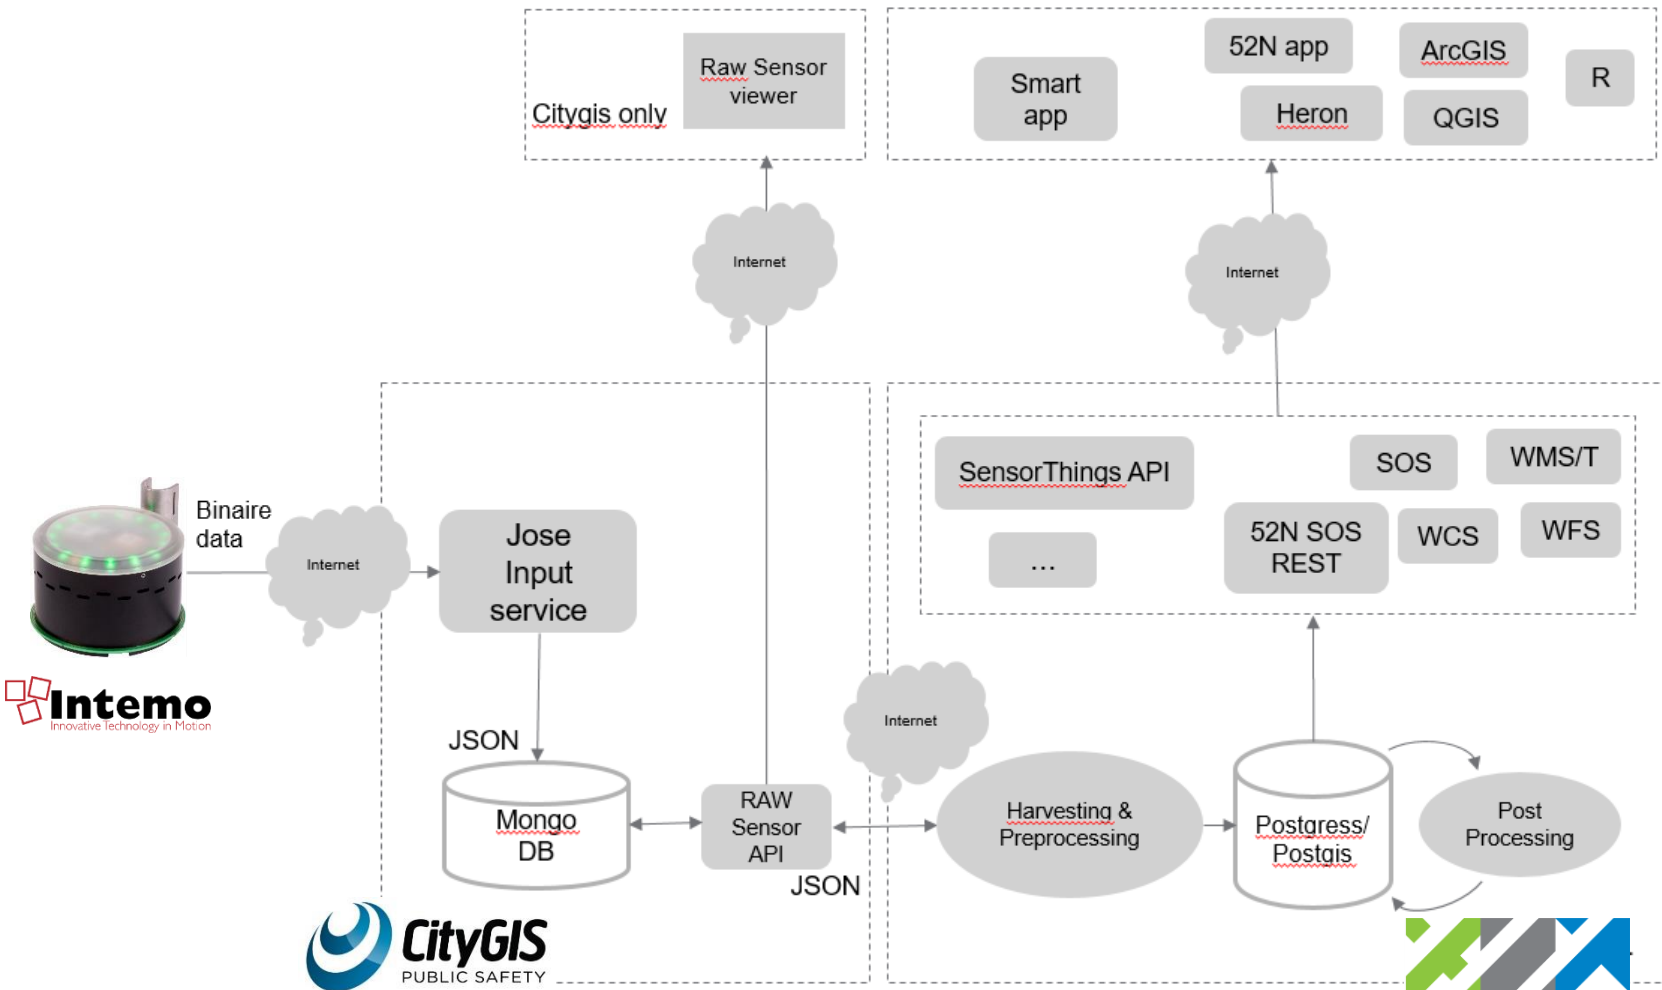 Raw Sensor
viewer
Citygis only
Smart
app
52N app
Heron
ArcGIS
QGIS
R
Internet
Internet
Binaire
data
Internet
Jose
Input
service
SensorThings API
...
52N SOS
REST
SOS
WMS/T
WCS
WFS
Intemo
Innovative Technology in Motion
JSON
Mongo
DB
RAW
Sensor
API
JSON
Internet
Harvesting &
Preprocessing
Postgress/
Postgis
Post
Processing
CityGIS
PUBLIC SAFETY